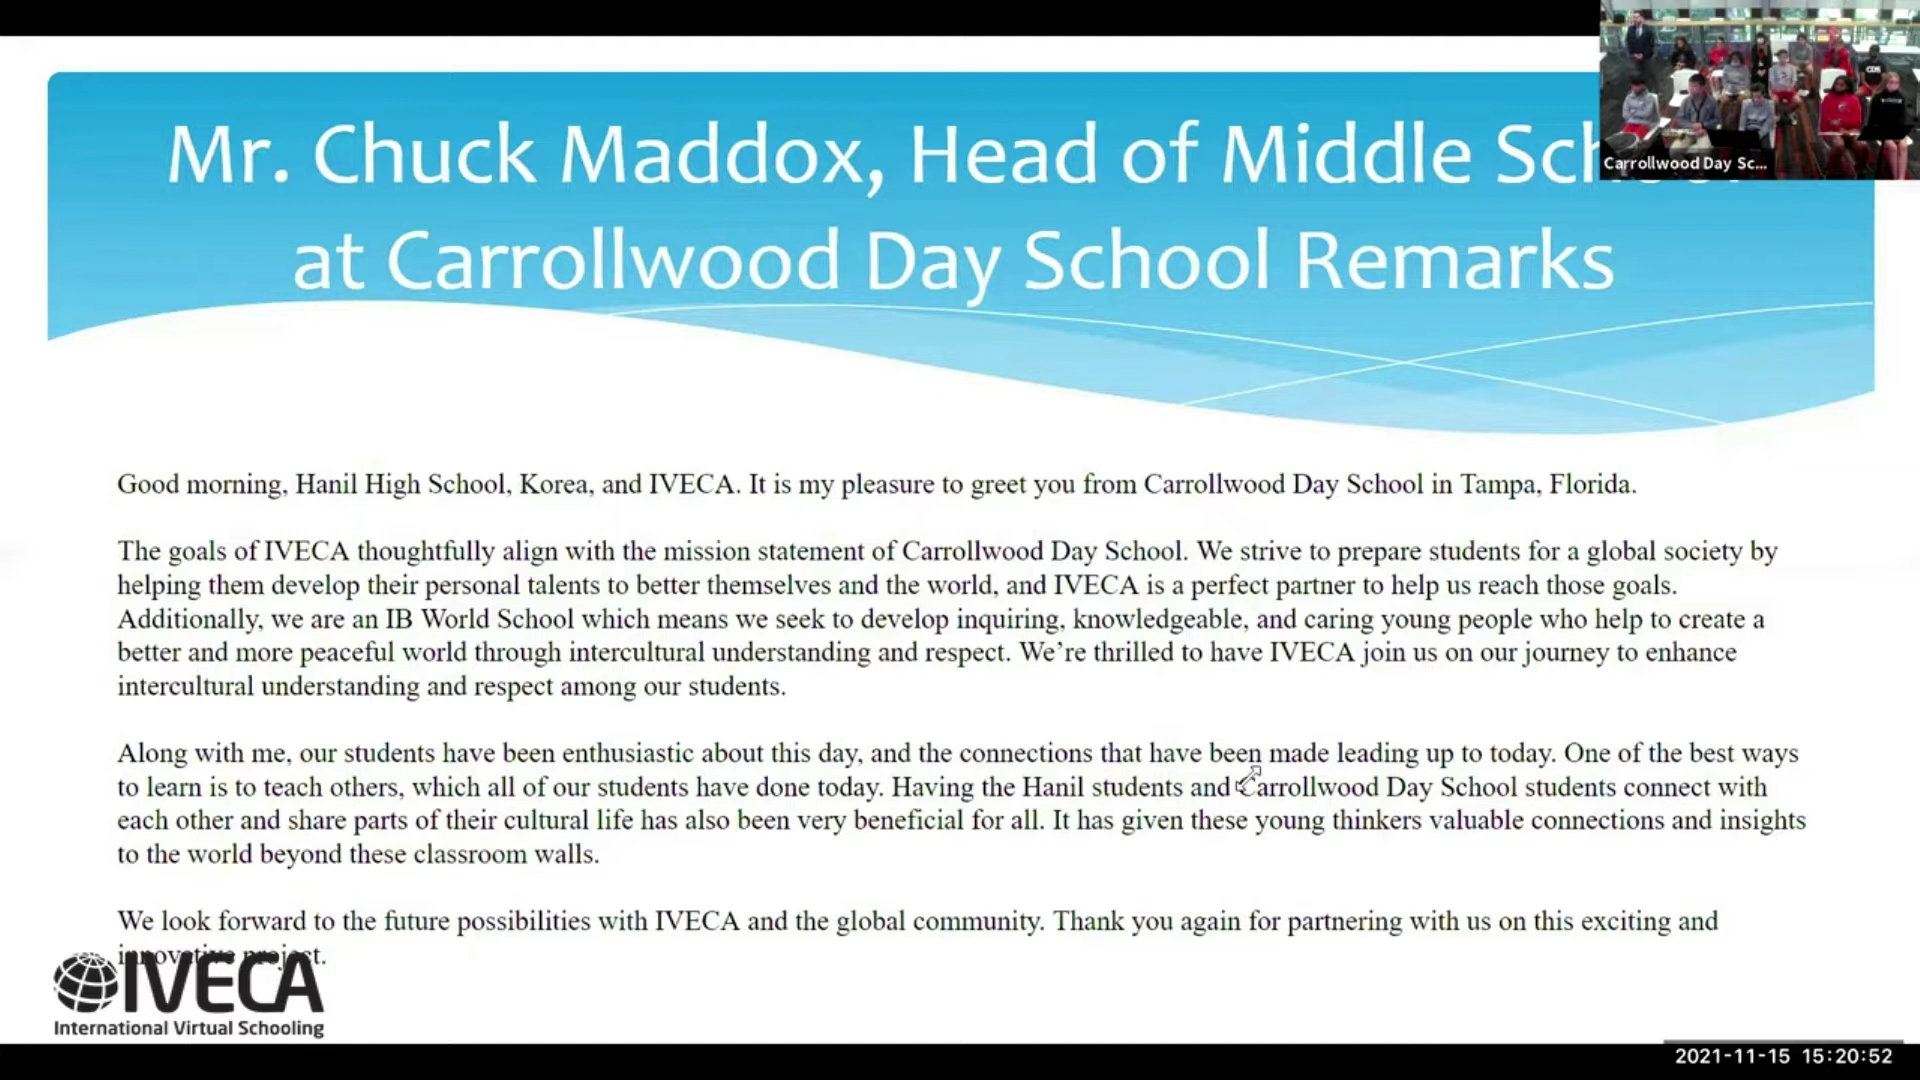 Mr. Chuck Maddox, Head of Middle
at Carrollwood Day School Remarks
Carrollwood Day Sc...
CDS
Good morning, Hanil High School, Korea, and IVECA. It is my pleasure to greet you from Carrollwood Day School in Tampa, Florida.
The goals of IVECA thoughtfully align with the mission statement of Carrollwood Day School. We strive to prepare students for a global society by
helping them develop their personal talents to better themselves and the world, and IVECA is a perfect partner to help us reach those goals.
Additionally, we are an IB World School which means we seek to develop inquiring, knowledgeable, and caring young people who help to create a
better and more peaceful world through intercultural understanding and respect. We’re thrilled to have IVECA join us on our journey to enhance
intercultural understanding and respect among our students.
Along with me, our students have been enthusiastic about this day, and the connections that have been made leading up to today. One of the best ways
to learn is to teach others, which all of our students have done today. Having the Hanil students and Carrollwood Day School students connect with
each other and share parts of their cultural life has also been very beneficial for all. It has given these young thinkers valuable connections and insights
to the world beyond these classroom walls.
We look forward to the future possibilities with IVECA and the global community. Thank you again for partnering with us on this exciting and
innovative project.
IVECA
International Virtual Schooling
2021-11-15 15:20:52